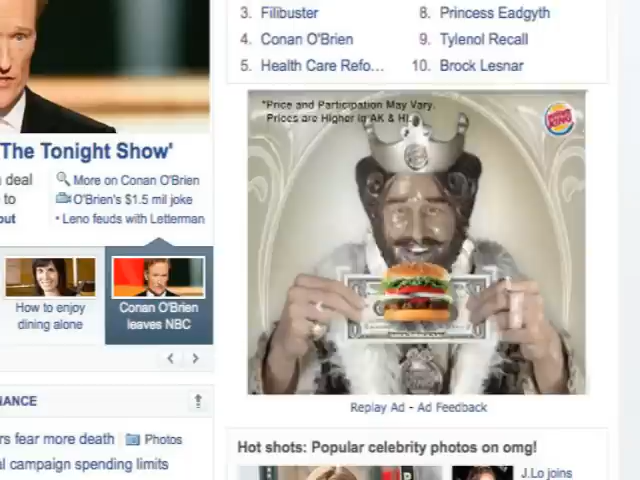 3. Filibuster
8. Princess Eadgyth
4. Conan O'Brien
9. Tylenol Recall
5. Health Care Refo...
10. Brock Lesnar
*Price and Participation May Vary.
Prices are Higher in AK & HI.
BURGER KING
The Tonight Show'
deal
to
out
More on Conan O'Brien
O'Brien's $1.5 mil joke
• Leno feuds with Letterman
How to enjoy
dining alone
Conan O'Brien
leaves NBC
Replay Ad - Ad Feedback
rs fear more death
Photos
al campaign spending limits
Hot shots: Popular celebrity photos on omg!
J.Lo joins